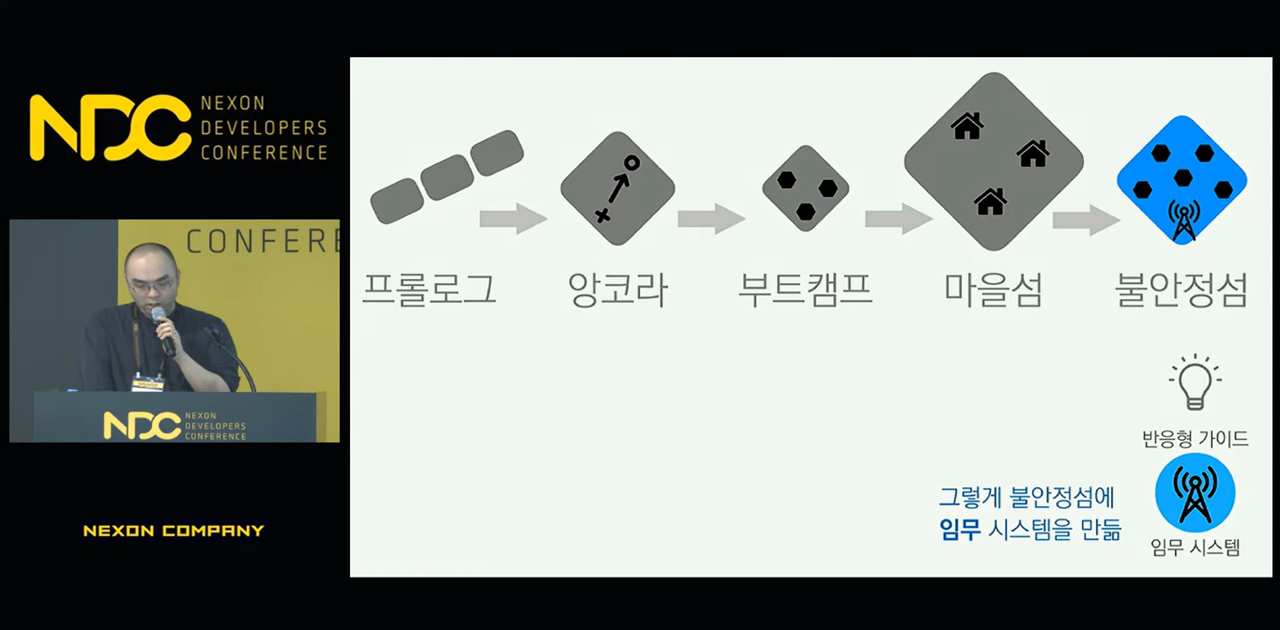 NDC
NEXON
DEVELOPERS
CONFERENCE
CONFERE
NDC
NEXON
DEVELOPERS
CONFERENCE
NEXON COMPANY
프롤로그
앙코라
부트캠프
마을섬
불안정섬
반응형 가이드
그렇게 불안정섬에
임무 시스템을 만듦
임무 시스템